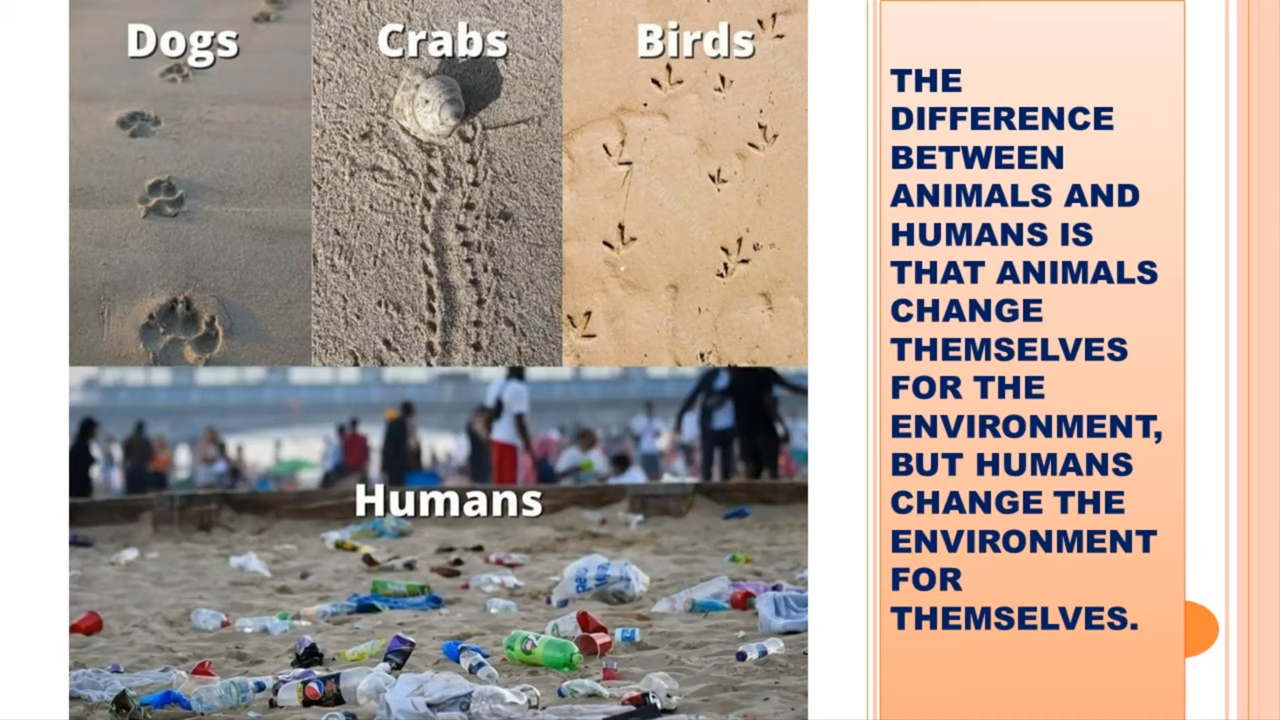 Dogs
Crabs
Birds
Humans
THE
DIFFERENCE
BETWEEN
ANIMALS AND
HUMANS IS
THAT ANIMALS
CHANGE
THEMSELVES
FOR THE
ENVIRONMENT,
BUT HUMANS
CHANGE THE
ENVIRONMENT
FOR
THEMSELVES.